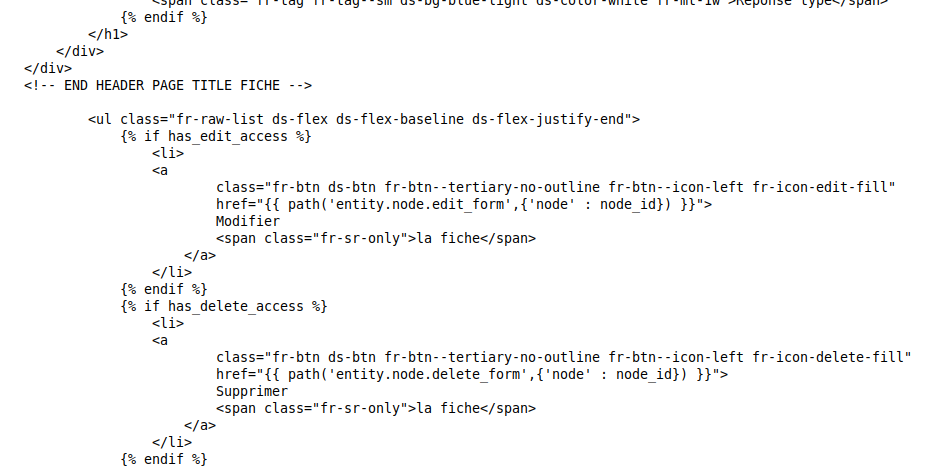 <span class="fr-tag fr-tag--sm ds-bg-blue-light ds-color-white fr-mt-1w">Réponse type</span>
{% endif %}
</h1>
</div>
</div>
<!-- END HEADER PAGE TITLE FICHE -->
<ul class="fr-raw-list ds-flex ds-flex-baseline ds-flex-justify-end">
{% if has_edit_access %}
<li>
<a
class="fr-btn ds-btn fr-btn--tertiary-no-outline fr-btn--icon-left fr-icon-edit-fill"
href="{{ path('entity.node.edit_form',{'node' : node_id}) }}">
Modifier
<span class="fr-sr-only">la fiche</span>
</a>
</li>
{% endif %}
{% if has_delete_access %}
<li>
<a
class="fr-btn ds-btn fr-btn--tertiary-no-outline fr-btn--icon-left fr-icon-delete-fill"
href="{{ path('entity.node.delete_form',{'node' : node_id}) }}">
Supprimer
<span class="fr-sr-only">la fiche</span>
</a>
</li>
{% endif %}